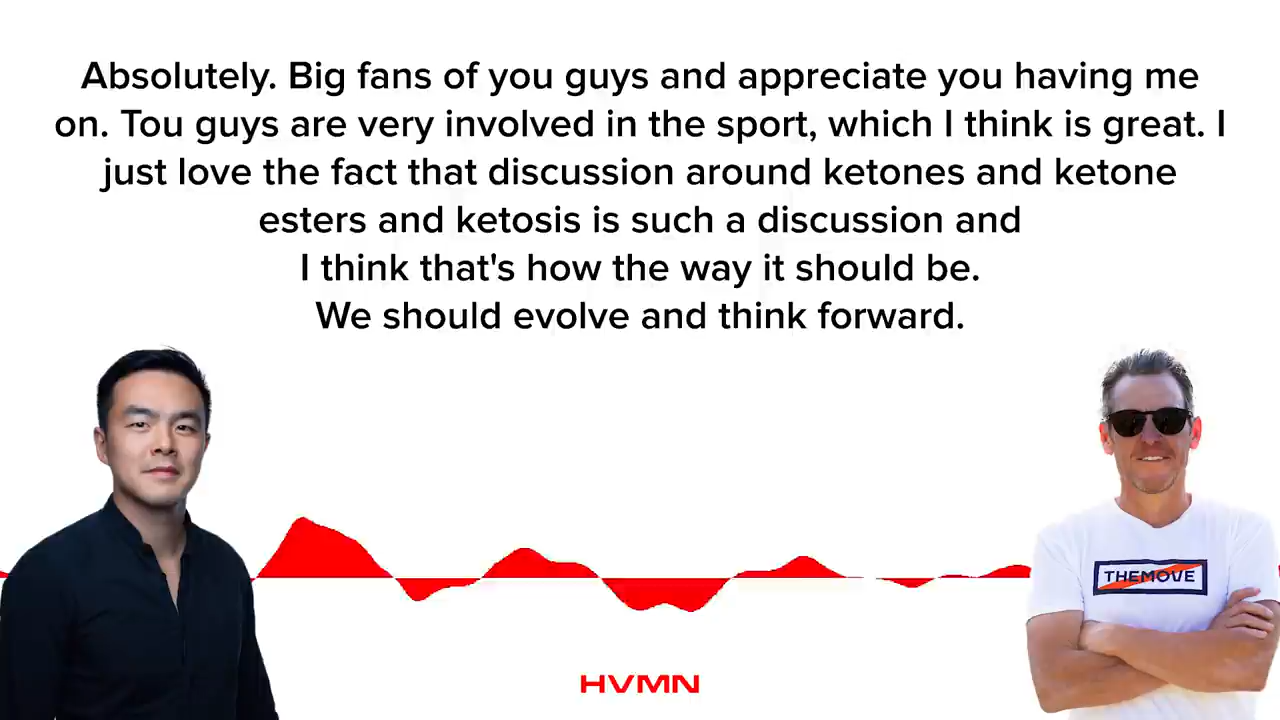 Absolutely. Big fans of you guys and appreciate you having me
on. Tou guys are very involved in the sport, which I think is great. I
just love the fact that discussion around ketones and ketone
esters and ketosis is such a discussion and
I think that's how the way it should be.
We should evolve and think forward.
THEMOVE
HVMN